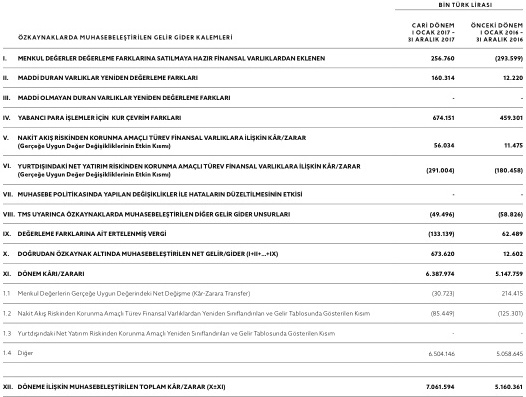 BİN TÜRK LİRASI
ÖZKAYNAKLARDA MUHASEBELEŞTİRİLEN GELİR GİDER KALEMLERİ
CARİ DÖNEM 1 OCAK 2017 – 31 ARALIK 2017
ÖNCEKİ DÖNEM 1 OCAK 2016 – 31 ARALIK 2016
I. MENKUL DEĞERLER DEĞERLEME FARKLARINA SATILMAYA HAZIR FİNANSAL VARLIKLARDAN EKLENEN 256.760 (293.599)
II. MADDİ DURAN VARLIKLAR YENİDEN DEĞERLEME FARKLARI 160.314 12.220
III. MADDİ OLMAYAN DURAN VARLIKLAR YENİDEN DEĞERLEME FARKLARI - -
IV. YABANCI PARA İŞLEMLER İÇİN KUR ÇEVRİM FARKLARI 674.151 459.301
V. NAKİT AKIŞ RİSKİNDEN KORUNMA AMAÇLI TÜREV FİNANSAL VARLIKLARA İLİŞKİN KÂR/ZARAR
(Gerçeğe Uygun Değer Değişikliklerinin Etkin Kısmı) 56.034 11.475
VI. YURTDIŞINDAKİ NET YATIRIM RİSKİNDEN KORUNMA AMAÇLI TÜREV FİNANSAL VARLIKLARA İLİŞKİN KÂR/ZARAR
(Gerçeğe Uygun Değer Değişikliklerinin Etkin Kısmı) (291.004) (180.458)
VII. MUHASEBE POLİTİKASINDA YAPILAN DEĞİŞİKLİKLER İLE HATALARIN DÜZELTİLMESİNİN ETKİSİ - -
VIII. TMS UYARINCA ÖZKAYNAKLARDA MUHASEBELEŞTİRİLEN DİĞER GELİR GİDER UNSURLARI (49.496) (58.826)
IX. DEĞERLEME FARKLARINA AİT ERTELENMİŞ VERGİ (133.139) 62.489
X. DOĞRUDAN ÖZKAYNAK ALTINDA MUHASEBELEŞTİRİLEN NET GELİR/GİDER (I+II+...+IX) 673.620 12.602
XI. DÖNEM KÂRI/ZARARI 6.387.974 5.147.759
1.1 Menkul Değerlerin Gerçeğe Uygun Değerindeki Net Değişme (Kâr-Zarara Transfer) (30.723) 214.415
1.2 Nakit Akış Riskinden Korunma Amaçlı Türev Finansal Varlıklardan Yeniden Sınıflandırılan ve Gelir Tablosunda Gösterilen Kısım (85.449) (125.301)
1.3 Yurtdışındaki Net Yatırım Riskinden Korunma Amaçlı Yeniden Sınıflandırılan ve Gelir Tablosunda Gösterilen Kısım - -
1.4 Diğer 6.504.146 5.058.645
XII. DÖNEME İLİŞKİN MUHASEBELEŞTİRİLEN TOPLAM KÂR/ZARAR (X±XI) 7.061.594 5.160.361